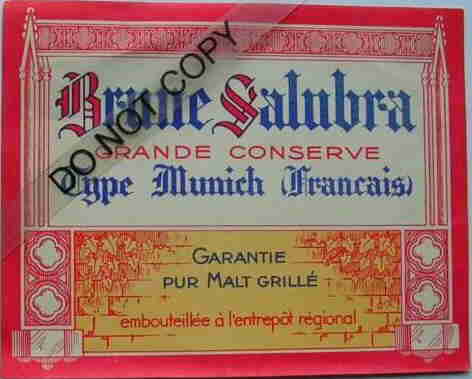 DO NOT COPY
Brune Salubra
GRANDE CONSERVE
Type Munich (Francais)
GARANTIE
PUR MALT GRILLÉ
embouteillée à l'entrepôt régional